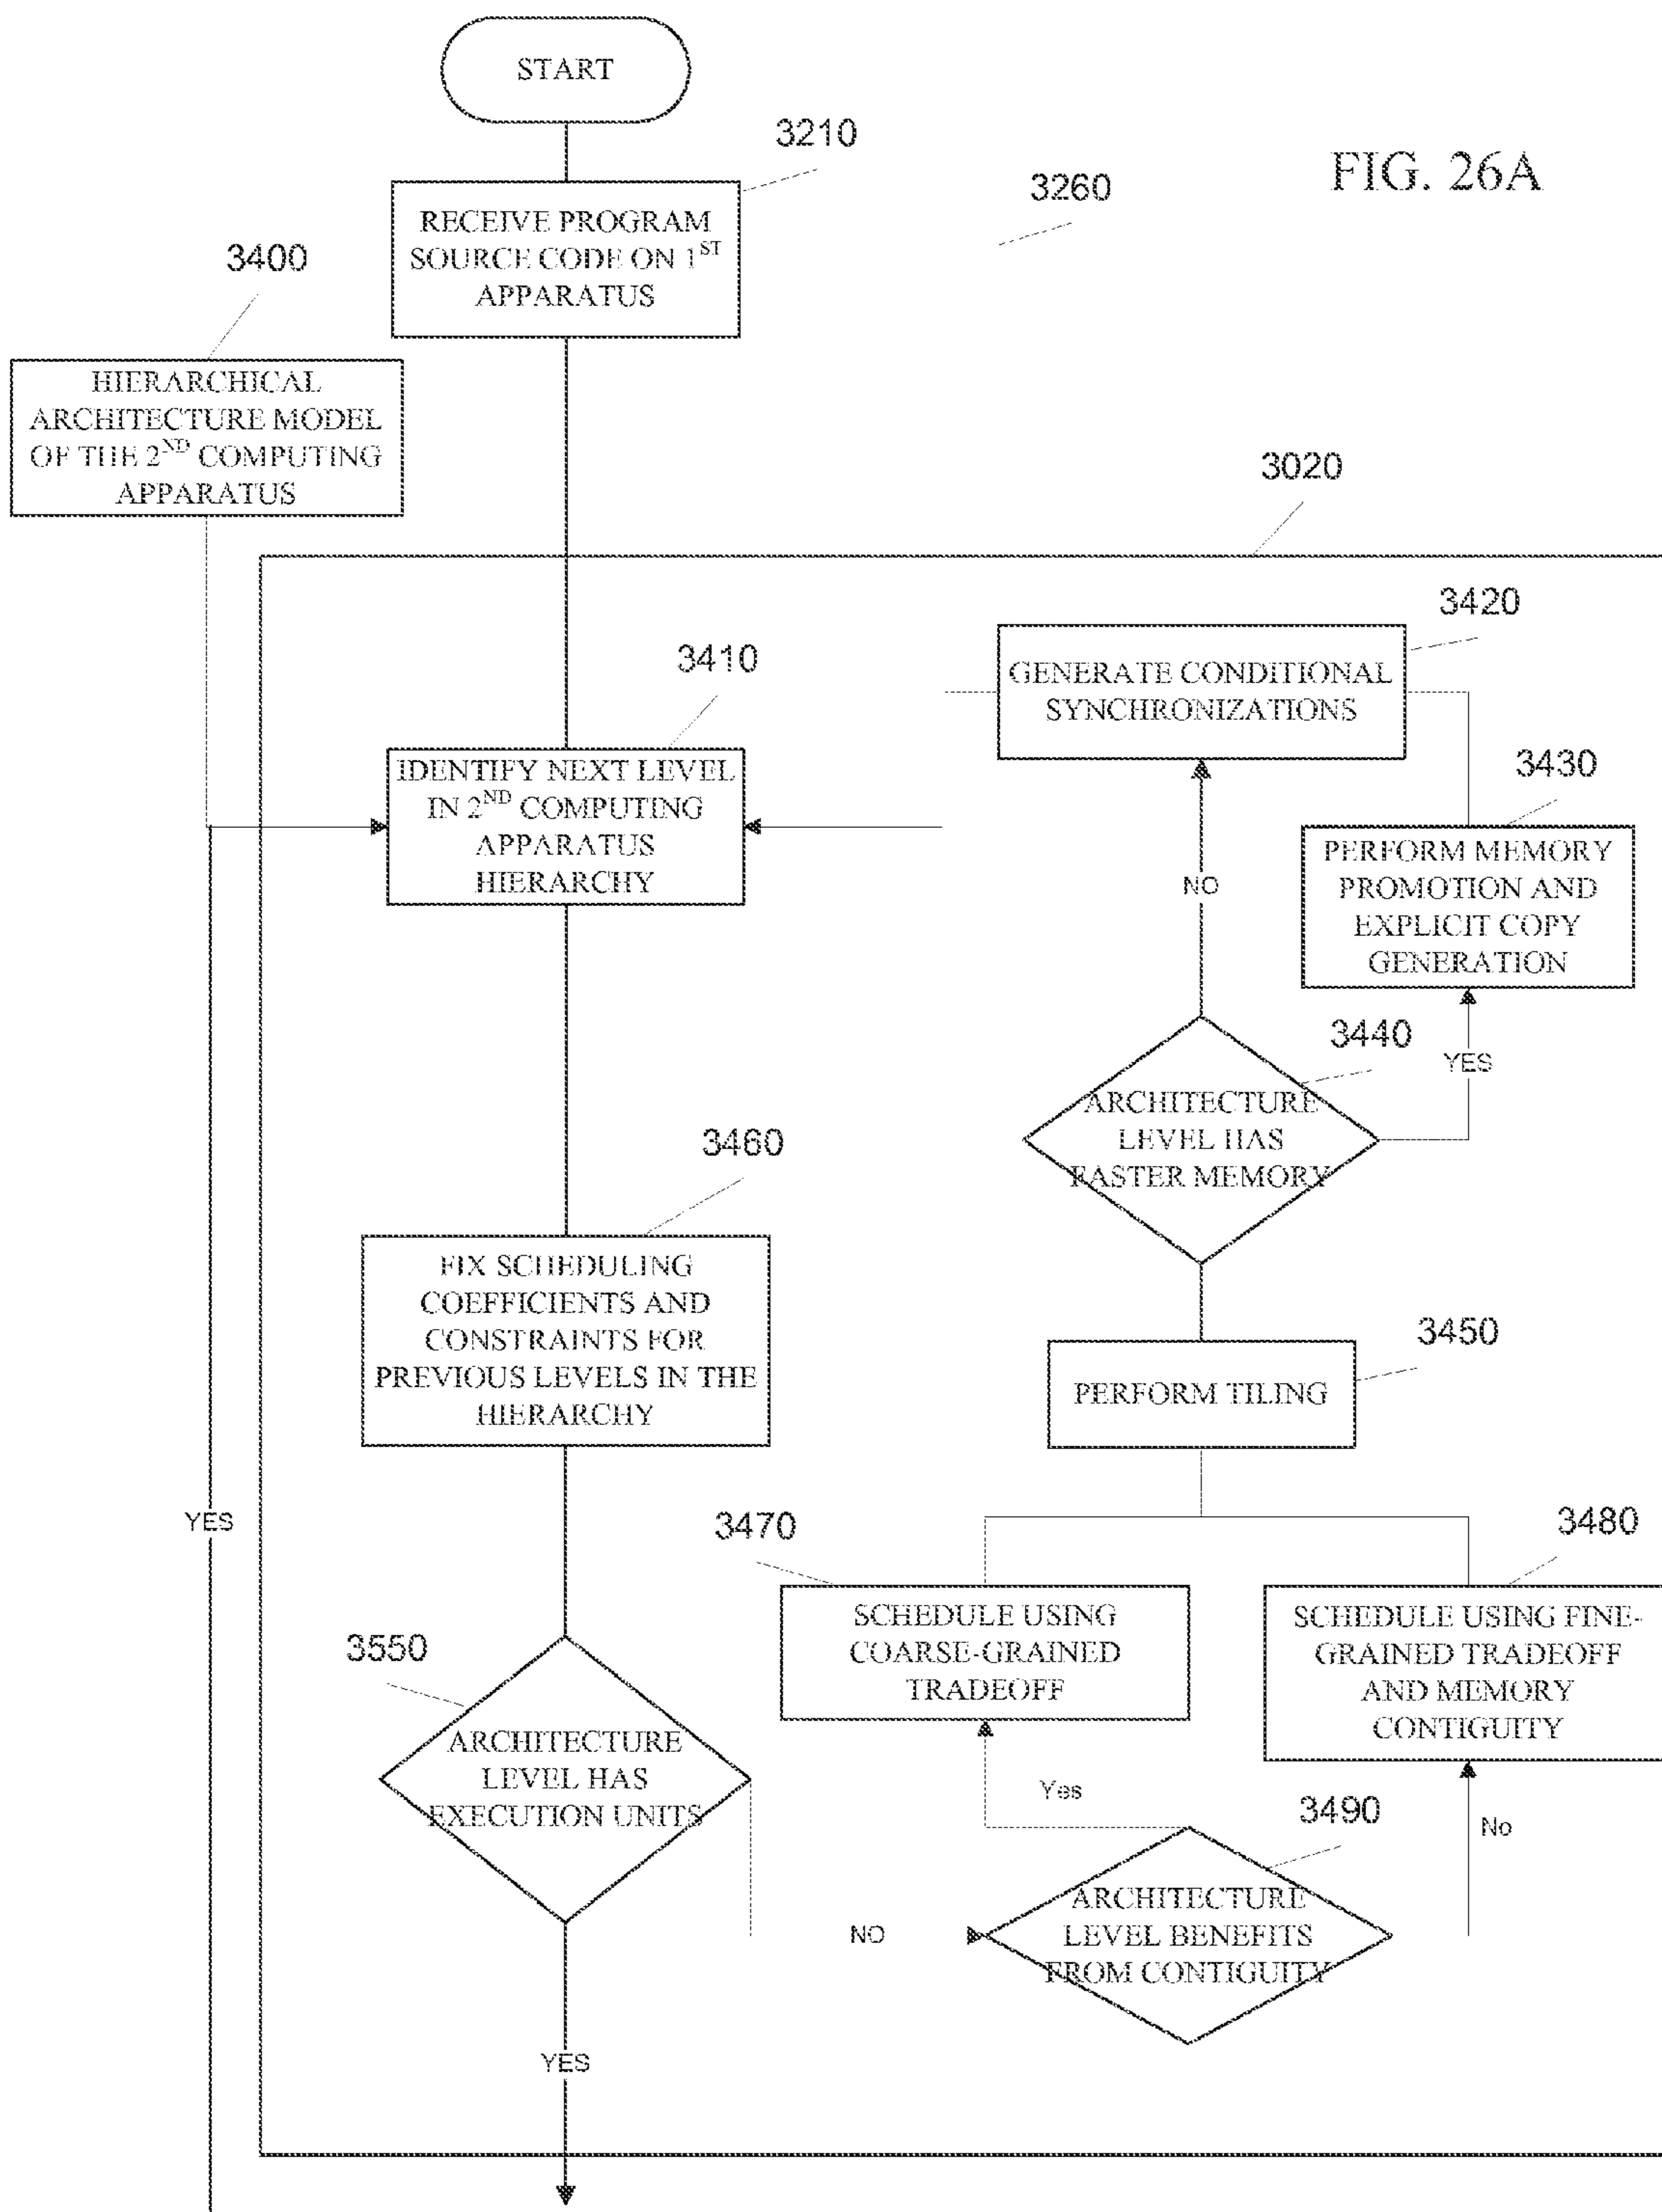 START
3210
FIG. 26A
3260
RECEIVE PROGRAM
SOURCE CODE ON 1ST
APPARATUS
3400
HIERARCHICAL
ARCHITECTURE MODEL
OF THE 2ND COMPUTING
APPARATUS
3020
3420
GENERATE CONDITIONAL
SYNCHRONIZATIONS
3410
IDENTIFY NEXT LEVEL
IN 2ND COMPUTING
APPARATUS
HIERARCHY
3430
PERFORM MEMORY
PROMOTION AND
EXPLICIT COPY
GENERATION
NO
3440
YES
ARCHITECTURE
LEVEL HAS
FASTER MEMORY
3460
FIX SCHEDULING
COEFFICIENTS AND
CONSTRAINTS FOR
PREVIOUS LEVELS IN THE
HIERARCHY
3450
PERFORM TILING
YES
3470
3480
SCHEDULE USING
COARSE-GRAINED
TRADEOFF
SCHEDULE USING FINE-
GRAINED TRADEOFF
AND MEMORY
CONTIGUITY
3550
ARCHITECTURE
LEVEL HAS
EXECUTION UNITS
Yes
3490
No
NO
ARCHITECTURE
LEVEL BENEFITS
FROM CONTIGUITY
YES